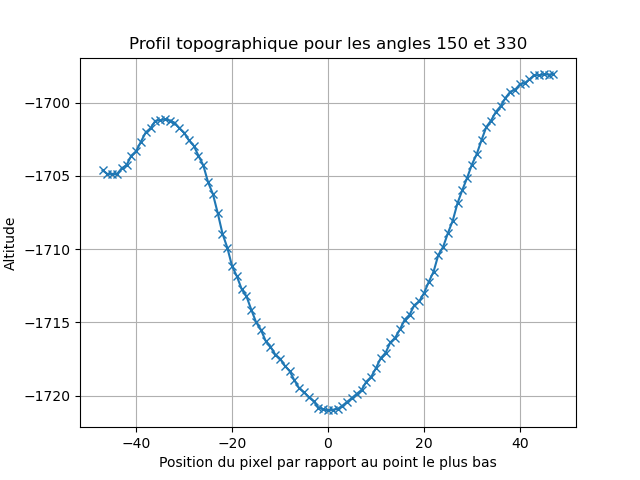 Profil topographique pour les angles 150 et 330
Altitude
−1700
−1705
−1710
−1715
−1720
−40 −20 0 20 40
Position du pixel par rapport au point le plus bas